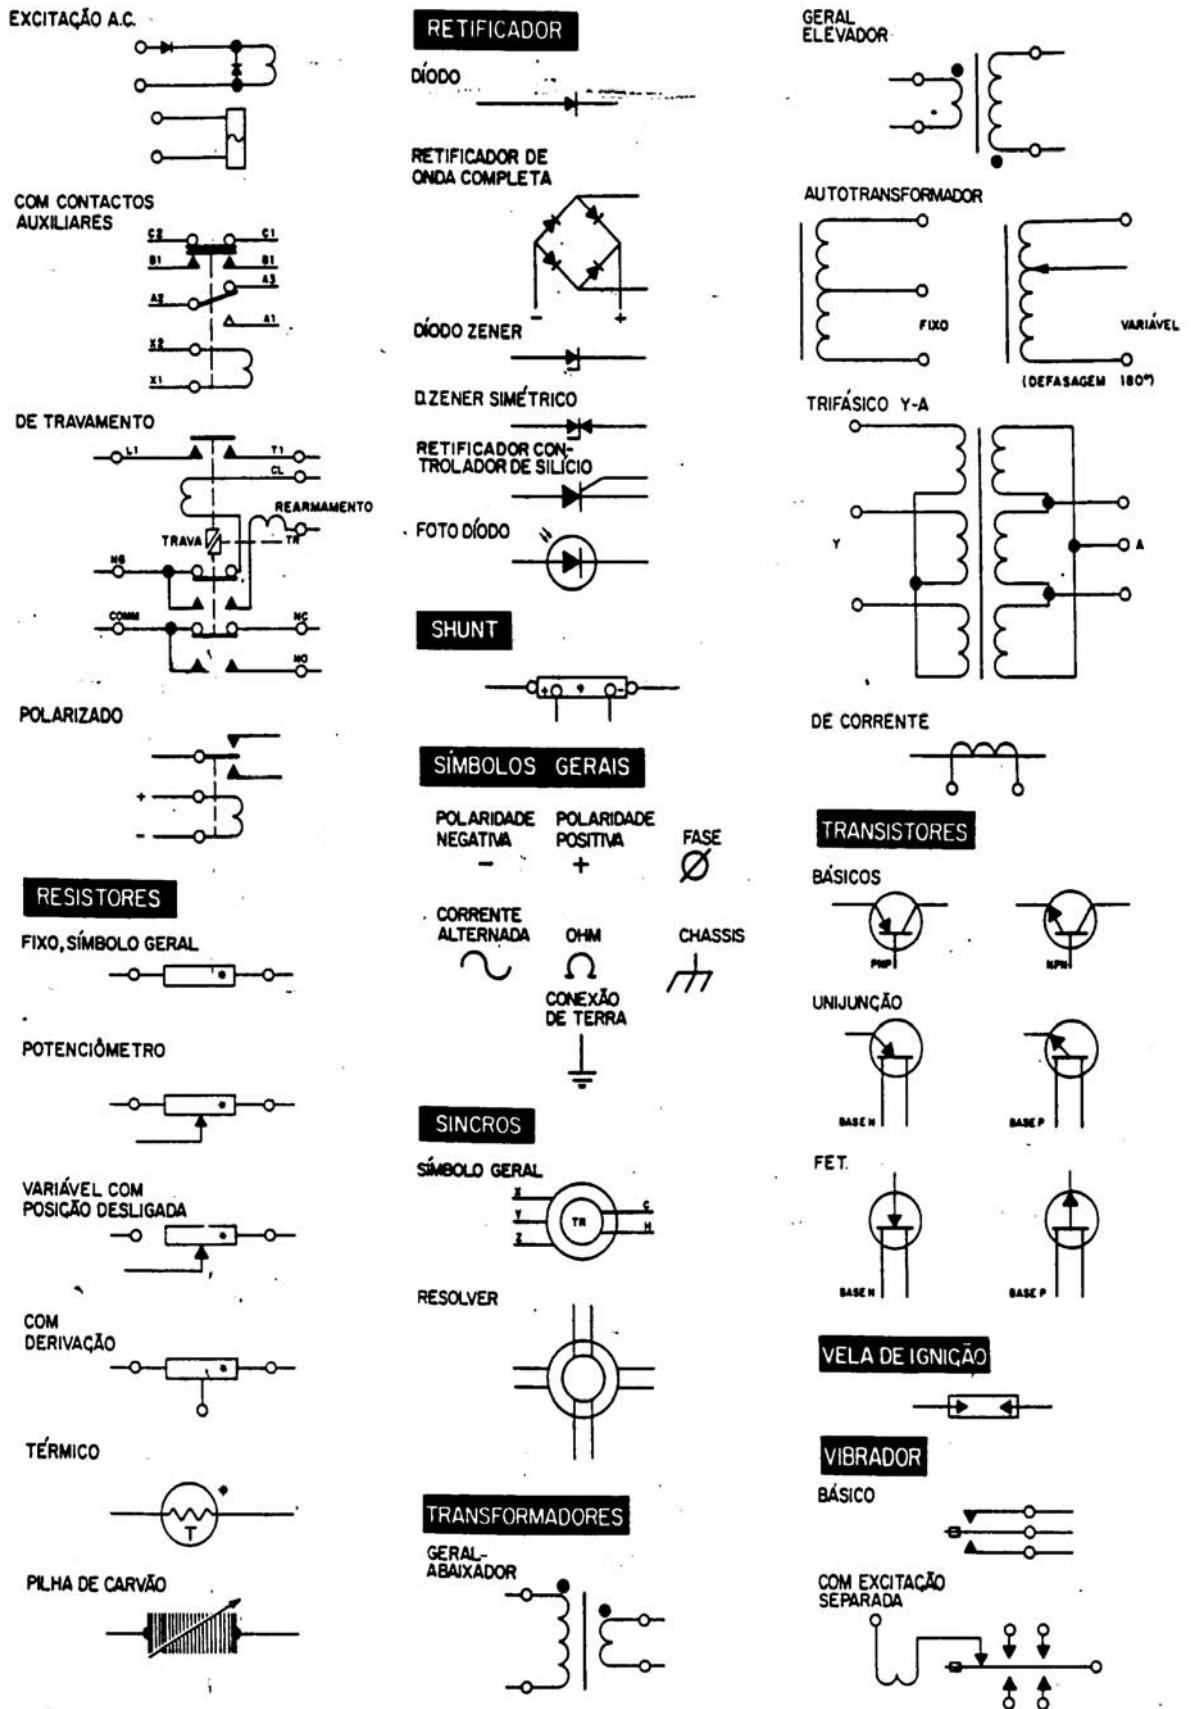 EXCITAÇÃO A.C.
COM CONTACTOS
AUXILIARES
C2 C1
B1 B1
A3
A2
A1
X2
X1
DE TRAVAMENTO
L1 T1
CL
REARMAMENTO
TRAVA TR
NG
COMM NC
NO
POLARIZADO
+
-
RESISTORES
FIXO, SÍMBOLO GERAL
POTENCIÔMETRO
VARIÁVEL COM
POSIÇÃO DESLIGADA
COM
DERIVAÇÃO
TÉRMICO
T
PILHA DE CARVÃO
RETIFICADOR
DÍODO
RETIFICADOR DE
ONDA COMPLETA
- +
DÍODO ZENER
D.ZENER SIMÉTRICO
RETIFICADOR CON-
TROLADOR DE SILÍCIO
FOTO DÍODO
SHUNT
+ -
SÍMBOLOS GERAIS
POLARIDADE
NEGATIVA
-
POLARIDADE
POSITIVA
+
FASE
CORRENTE
ALTERNADA
OHM
Ω
CHASSIS
CONEXÃO
DE TERRA
SINCROS
SÍMBOLO GERAL
X
Y
Z
TR
G
H
RESOLVER
TRANSFORMADORES
GERAL-
ABAIXADOR
GERAL
ELEVADOR
AUTOTRANSFORMADOR
FIXO
VARIÁVEL
(DEFASAGEM 180°)
TRIFÁSICO Y-A
Y A
DE CORRENTE
TRANSISTORES
BÁSICOS
PNP NPN
UNIJUNÇÃO
BASE N BASE P
FET.
BASE N BASE P
VELA DE IGNIÇÃO
VIBRADOR
BÁSICO
COM EXCITAÇÃO
SEPARADA